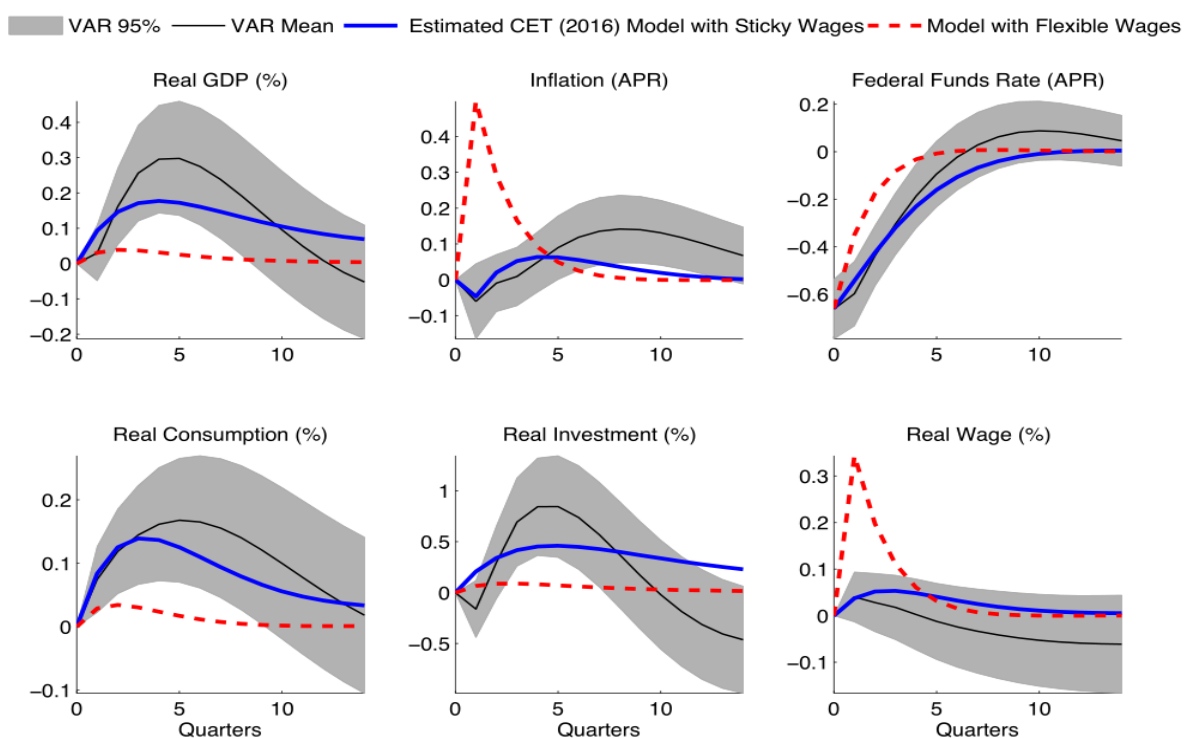 VAR 95% VAR Mean Estimated CET (2016) Model with Sticky Wages Model with Flexible Wages
Real GDP (%)
0.4
0.3
0.2
0.1
0
−0.1
−0.2
0 5 10
Inflation (APR)
0.4
0.3
0.2
0.1
0
−0.1
0 5 10
Federal Funds Rate (APR)
0.2
0
−0.2
−0.4
−0.6
0 5 10
Real Consumption (%)
0.2
0.1
0
−0.1
0 5 10
Quarters
Real Investment (%)
1
0.5
0
−0.5
0 5 10
Quarters
Real Wage (%)
0.3
0.2
0.1
0
−0.1
0 5 10
Quarters